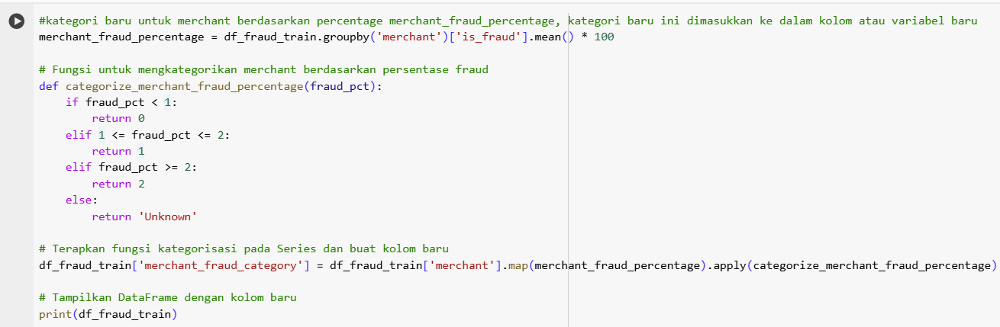 #kategori baru untuk merchant berdasarkan percentage merchant_fraud_percentage, kategori baru ini dimasukkan ke dalam kolom atau variabel baru
merchant_fraud_percentage = df_fraud_train.groupby('merchant')['is_fraud'].mean() * 100

# Fungsi untuk mengkategorikan merchant berdasarkan persentase fraud
def categorize_merchant_fraud_percentage(fraud_pct):
    if fraud_pct < 1:
        return 0
    elif 1 <= fraud_pct <= 2:
        return 1
    elif fraud_pct >= 2:
        return 2
    else:
        return 'Unknown'

# Terapkan fungsi kategorisasi pada Series dan buat kolom baru
df_fraud_train['merchant_fraud_category'] = df_fraud_train['merchant'].map(merchant_fraud_percentage).apply(categorize_merchant_fraud_percentage)

# Tampilkan DataFrame dengan kolom baru
print(df_fraud_train)